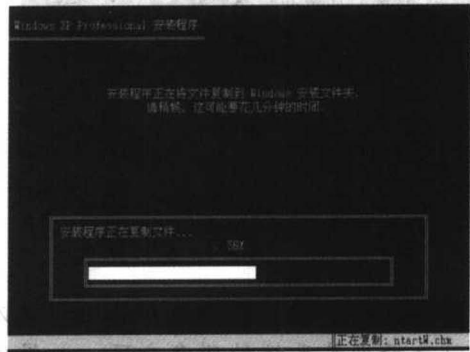 Windows XP Professional 安装程序
安装程序正在将文件复制到 Windows 安装文件夹,
请稍候。这可能要花几分钟的时间。
安装程序正在复制文件...
56%
正在复制: ntartW.chm